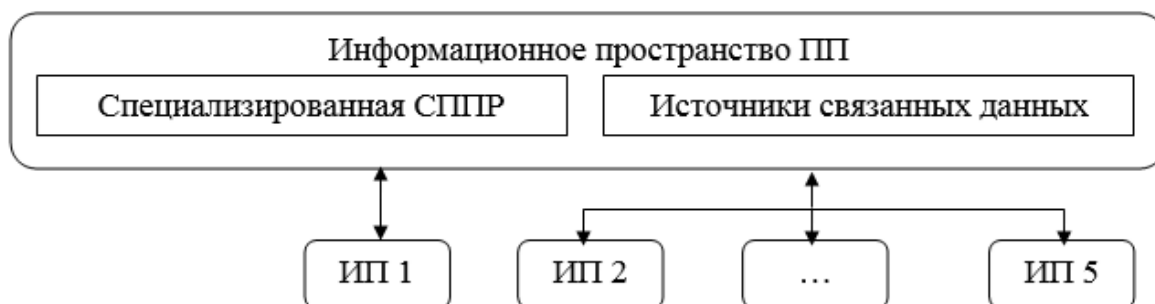 Информационное пространство ПП
Специализированная СППР
Источники связанных данных
ИП 1
ИП 2
…
ИП 5